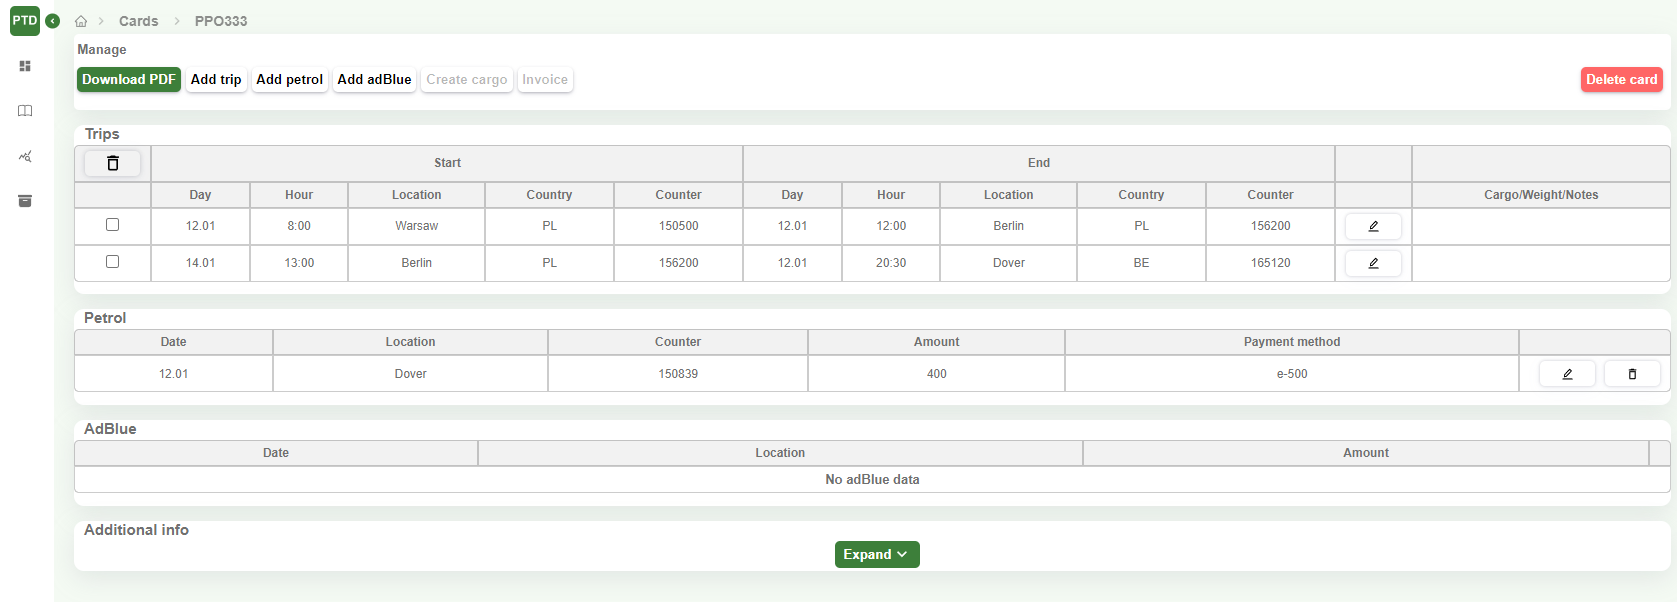 PTD
Cards
PPO333
Manage
Download PDF Add trip Add petrol Add adBlue Create cargo Invoice Delete card
Trips
Start End
Day Hour Location Country Counter Day Hour Location Country Counter Cargo/Weight/Notes
12.01 8:00 Warsaw PL 150500 12.01 12:00 Berlin PL 156200
14.01 13:00 Berlin PL 156200 12.01 20:30 Dover BE 165120
Petrol
Date Location Counter Amount Payment method
12.01 Dover 150839 400 e-500
AdBlue
Date Location Amount
No adBlue data
Additional info
Expand